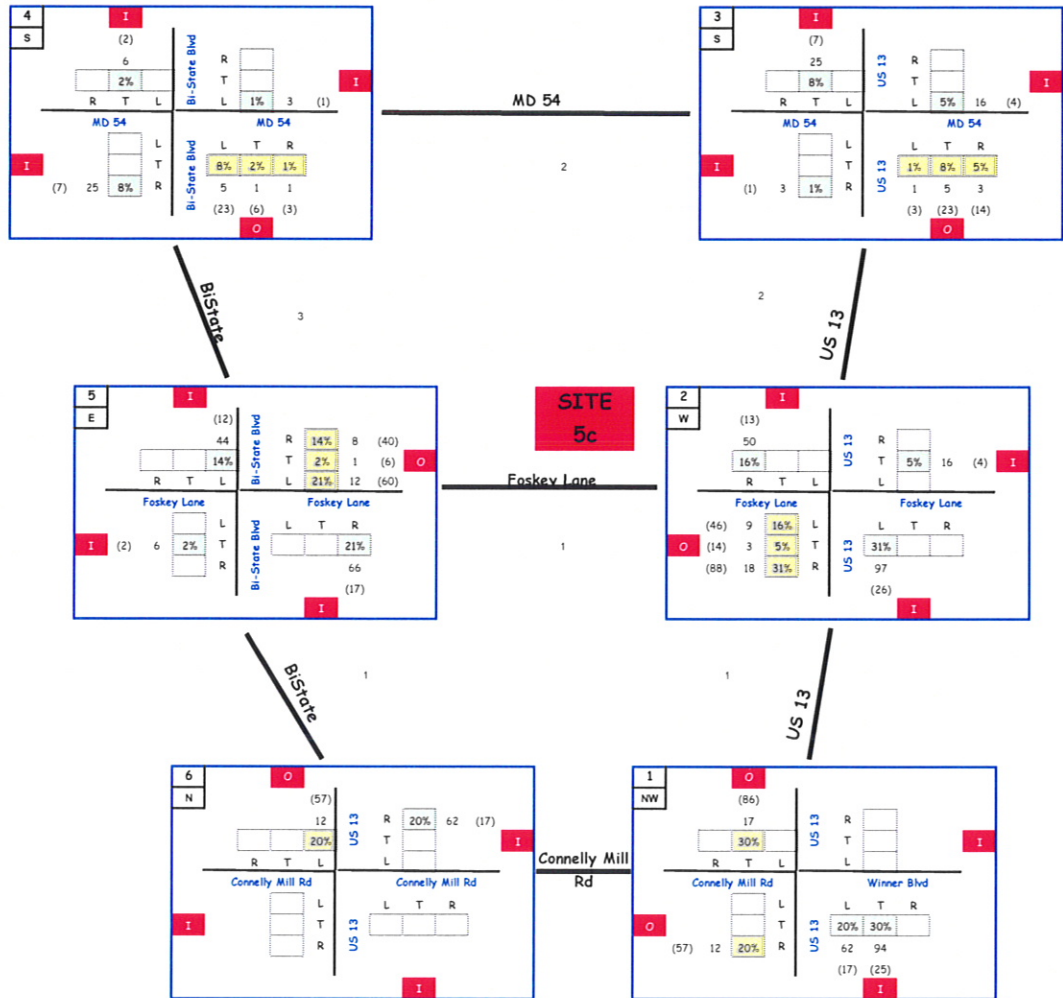 4
S
I
(2)
6
2%
R T L
Bi-State Blvd
R
T
L 1% 3 (1)
I
MD 54
MD 54
I
(7) 25 8%
L
T
R
Bi-State Blvd
L T R
8% 2% 1%
5 1 1
(23) (6) (3)
O
MD 54
2
3
S
I
(7)
25
8%
R T L
US 13
R
T
L 5% 16 (4)
I
MD 54
MD 54
I
(1) 3 1%
L
T
R
US 13
L T R
1% 8% 5%
1 5 3
(3) (23) (14)
O
BiState
3
2
US 13
5
E
I
(12)
44
14%
R T L
Bi-State Blvd
R 14% 8 (40)
T 2% 1 (6)
L 21% 12 (60)
O
Foskey Lane
Foskey Lane
I
(2) 6 2%
L
T
R
Bi-State Blvd
L T R
21%
66
(17)
I
SITE
5c
Foskey Lane
1
2
W
I
(13)
50
16%
R T L
US 13
R
T 5% 16 (4)
L
I
Foskey Lane
Foskey Lane
O
(46) 9 16% L
(14) 3 5% T
(88) 18 31% R
US 13
L T R
31%
97
(26)
I
BiState
1
1
US 13
6
N
O
(57)
12
20%
R T L
US 13
R 20% 62 (17)
T
L
I
Connelly Mill Rd
Connelly Mill Rd
I
L
T
R
US 13
L T R
I
Connelly Mill
Rd
1
NW
O
(86)
17
30%
R T L
US 13
R
T
L
I
Connelly Mill Rd
Winner Blvd
O
(57) 12 20%
L
T
R
US 13
L T R
20% 30%
62 94
(17) (25)
I